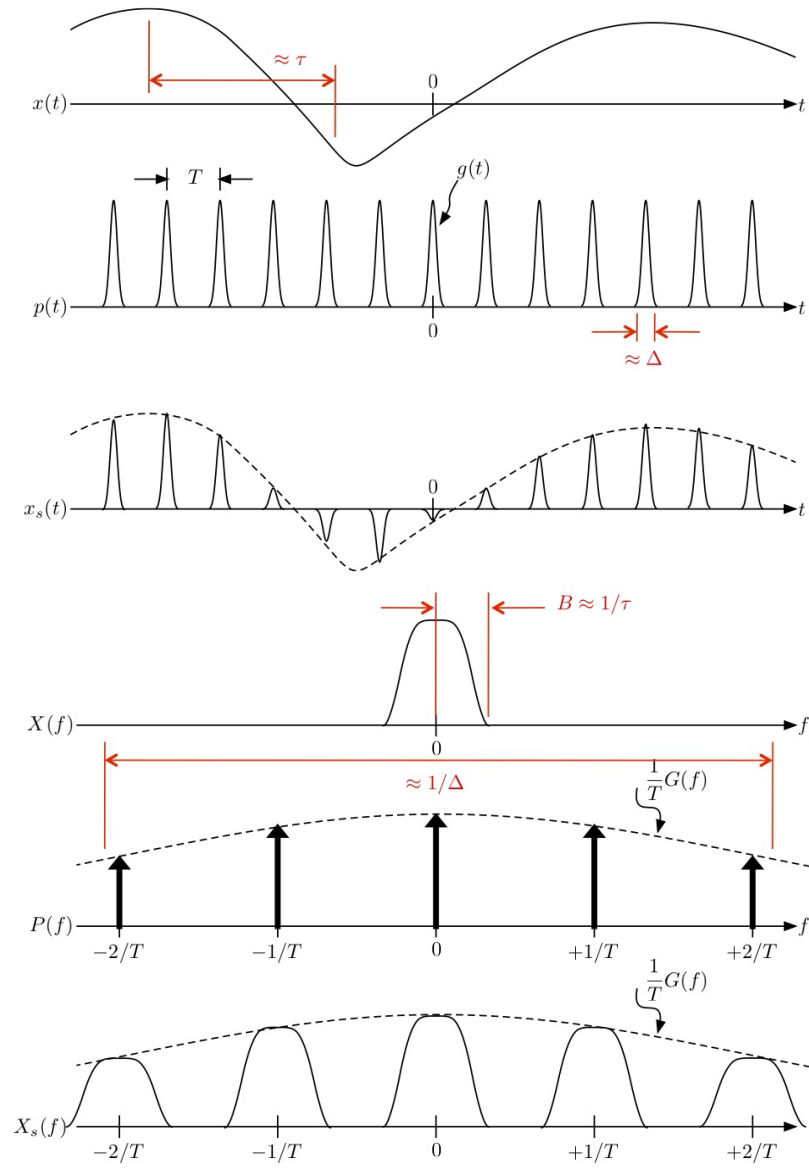 ≈ τ
0
x(t)
t
T
g(t)
p(t)
t
0
≈ Δ
0
x_s(t)
t
B ≈ 1/τ
X(f)
f
0
≈ 1/Δ
1/T G(f)
P(f)
f
−2/T −1/T 0 +1/T +2/T
1/T G(f)
X_s(f)
f
−2/T −1/T 0 +1/T +2/T